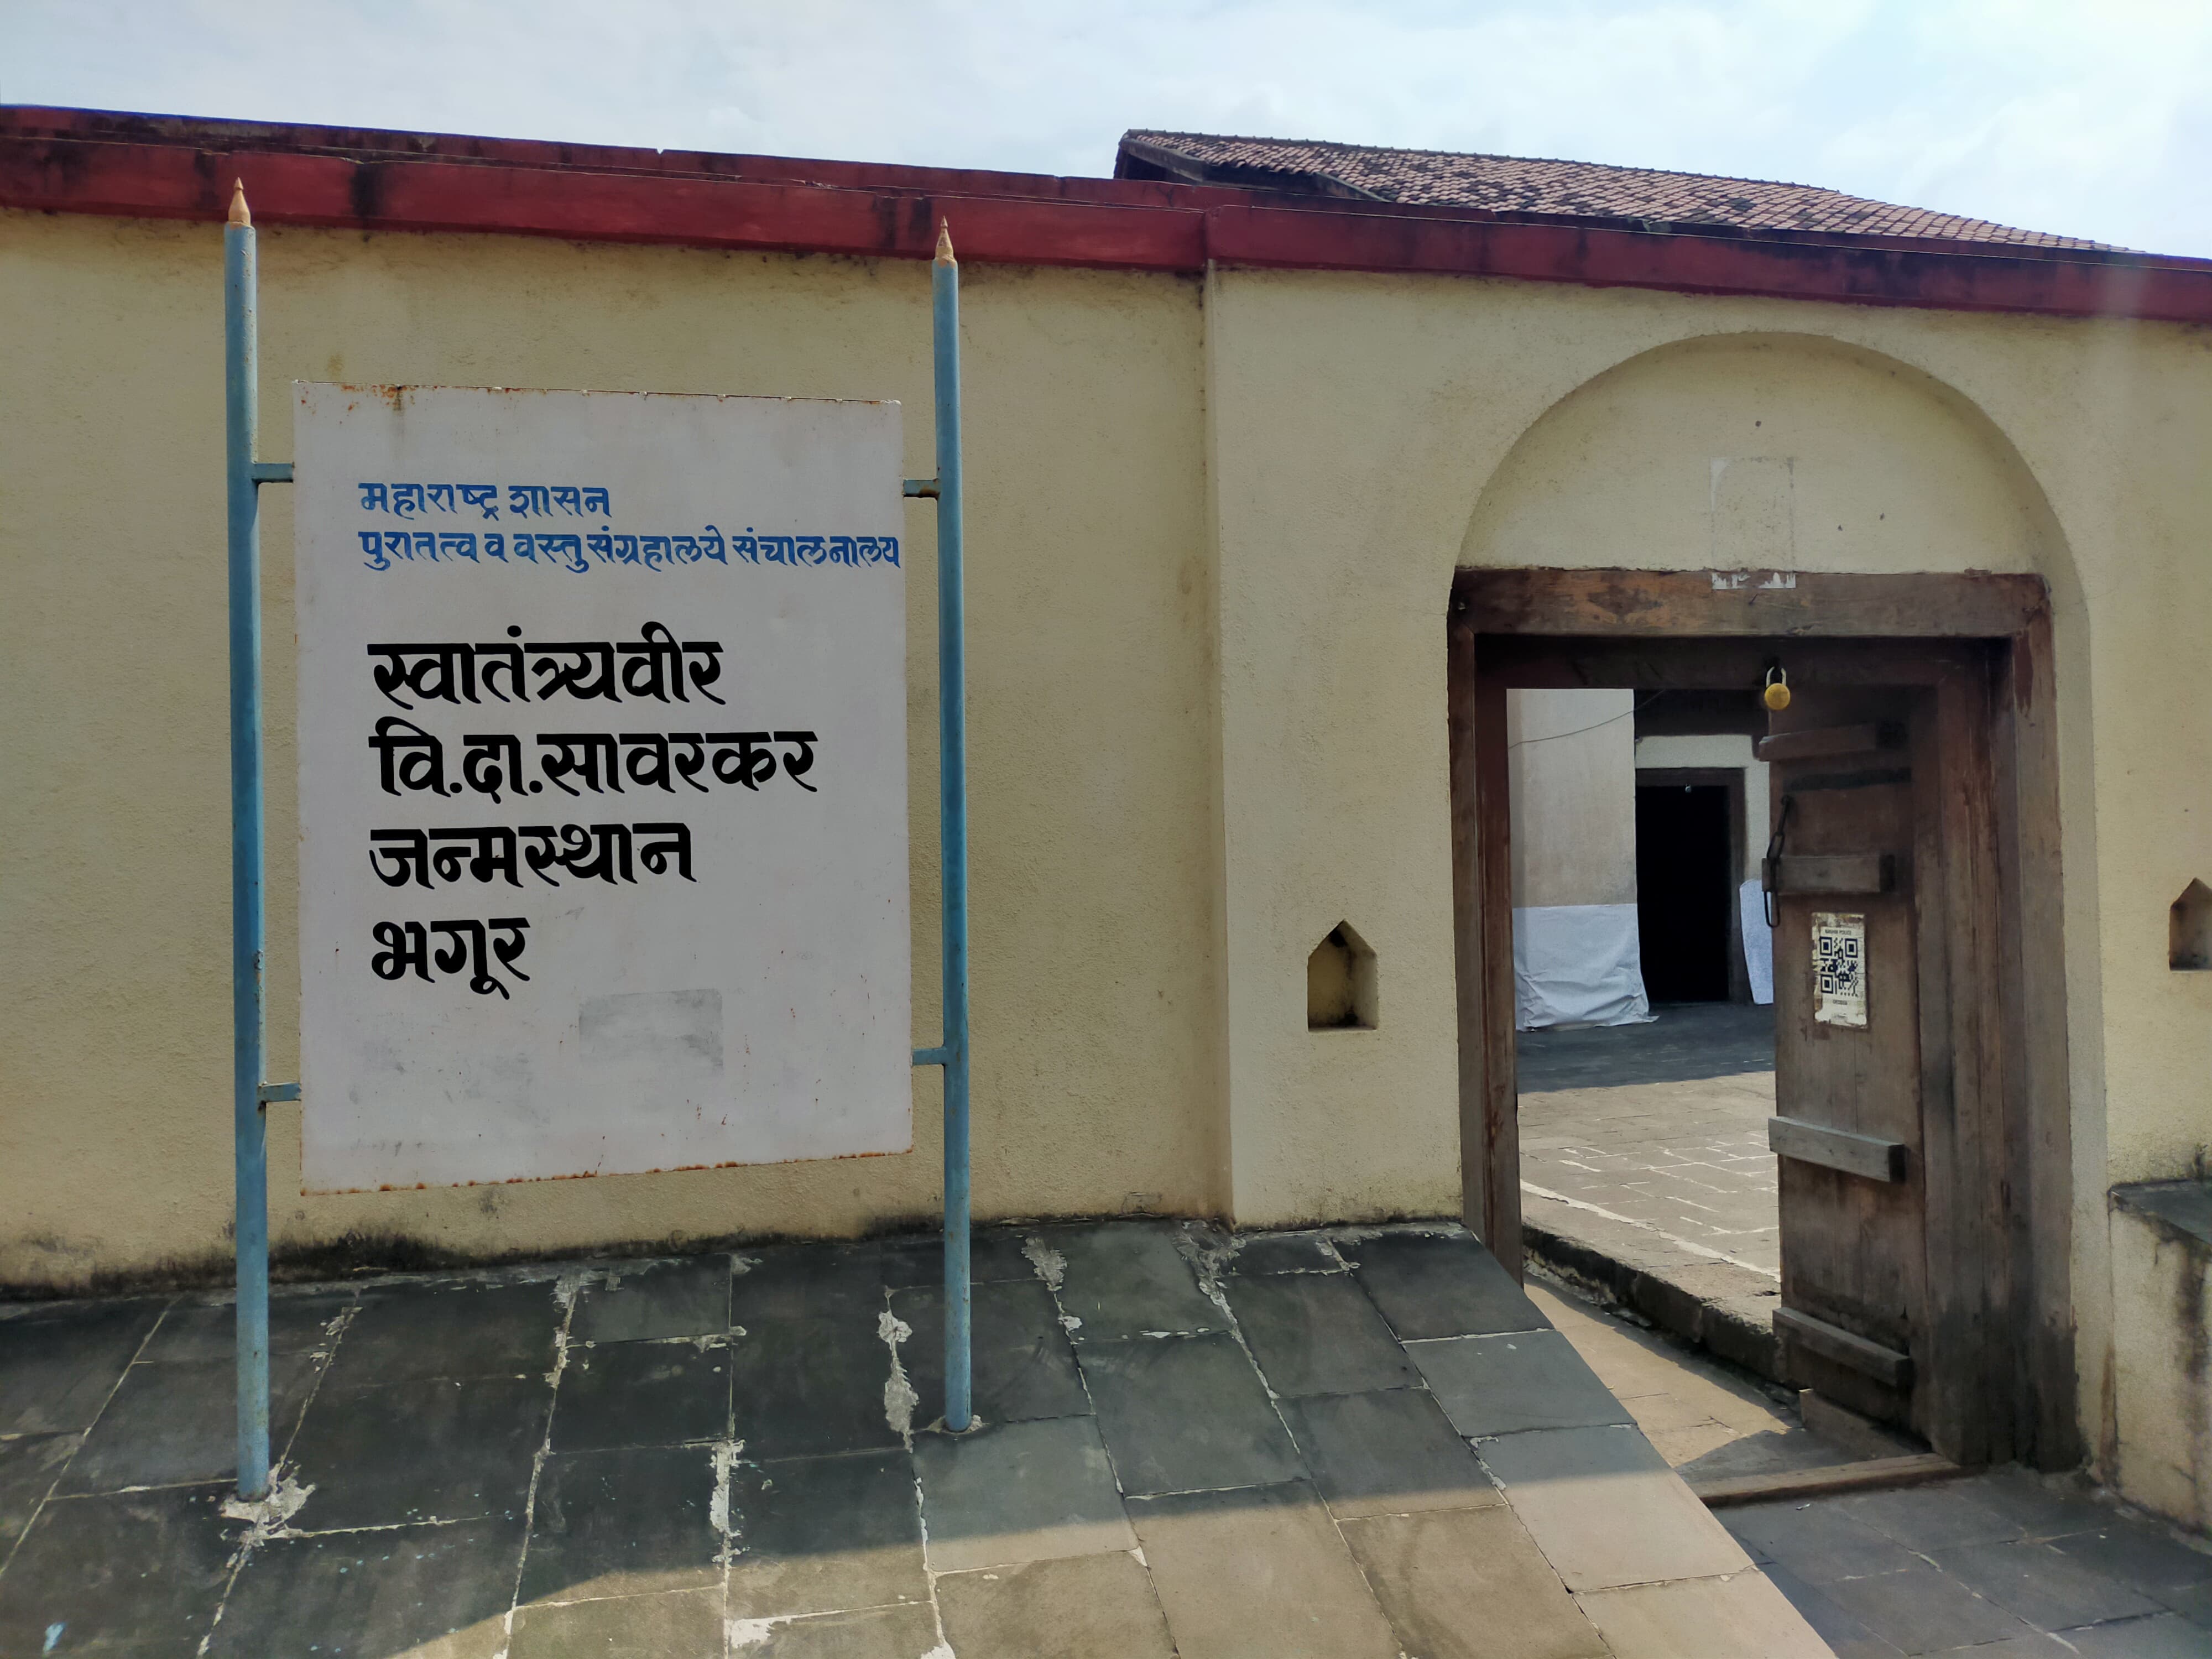 महाराष्ट्र शासन
पुरातत्व व वस्तुसंग्रहालये संचालनालय
स्वातंत्र्यवीर
वि.दा.सावरकर
जन्मस्थान
भगूर